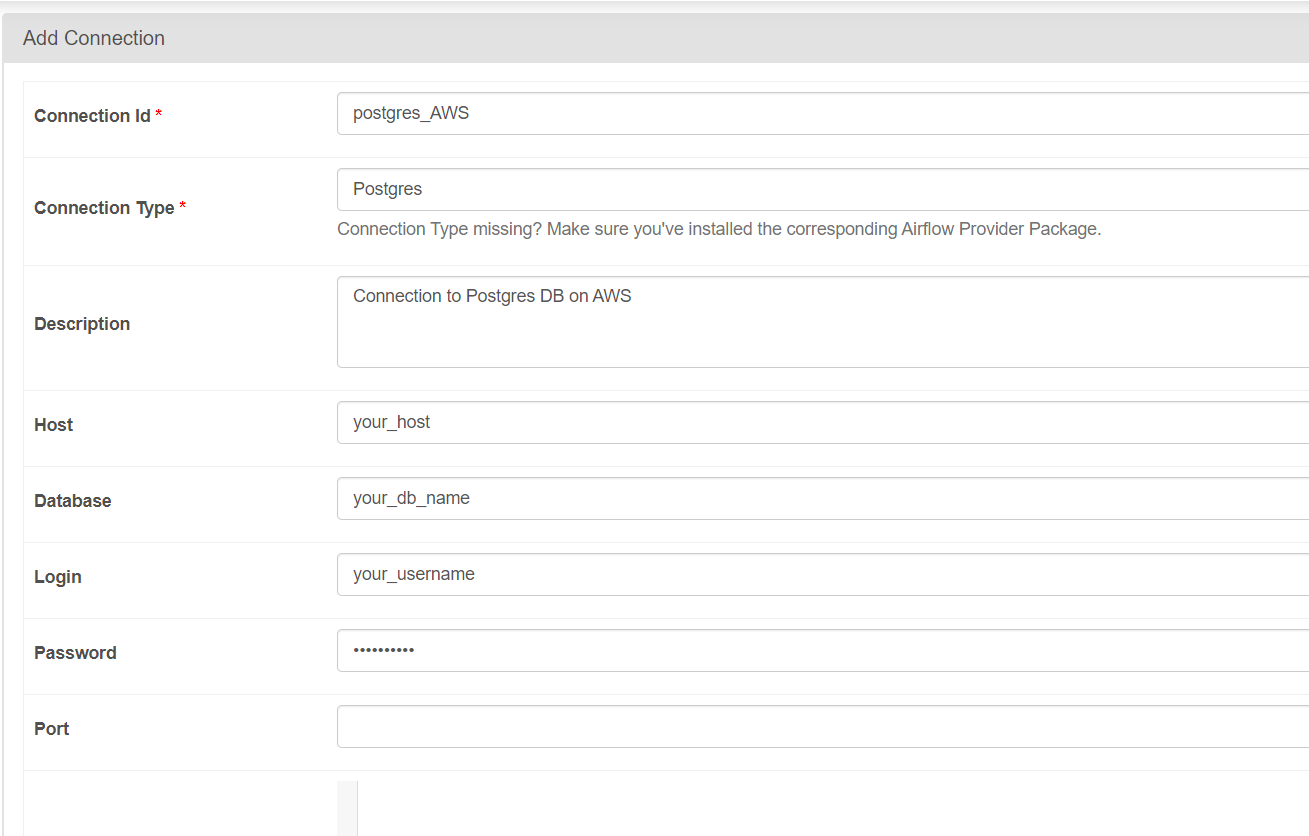 Add Connection
Connection Id *
postgres_AWS
Connection Type *
Postgres
Connection Type missing? Make sure you've installed the corresponding Airflow Provider Package.
Description
Connection to Postgres DB on AWS
Host
your_host
Database
your_db_name
Login
your_username
Password
••••••••••
Port